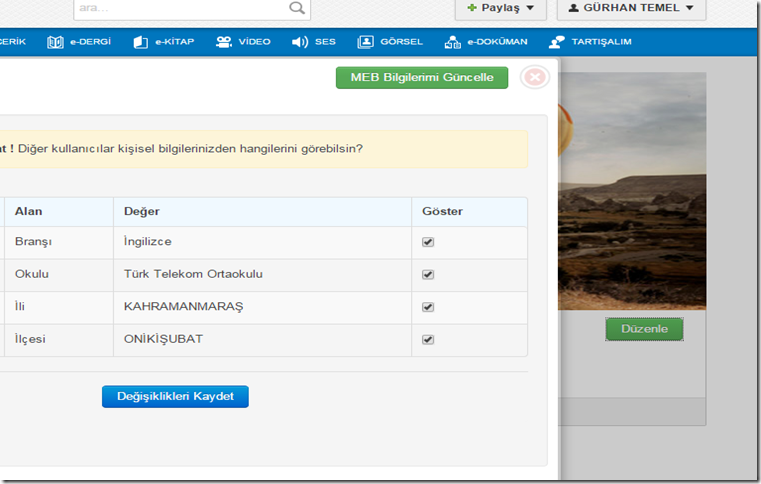 ara...
Paylaş
GÜRHAN TEMEL
e-DERGİ
e-KİTAP
VİDEO
SES
GÖRSEL
e-DOKÜMAN
TARTIŞALIM
MEB Bilgilerimi Güncelle
! Diğer kullanıcılar kişisel bilgilerinizden hangilerini görebilsin?
Alan Değer Göster
Branşı İngilizce
Okulu Türk Telekom Ortaokulu
İli KAHRAMANMARAŞ
İlçesi ONİKİŞUBAT
Düzenle
Değişiklikleri Kaydet